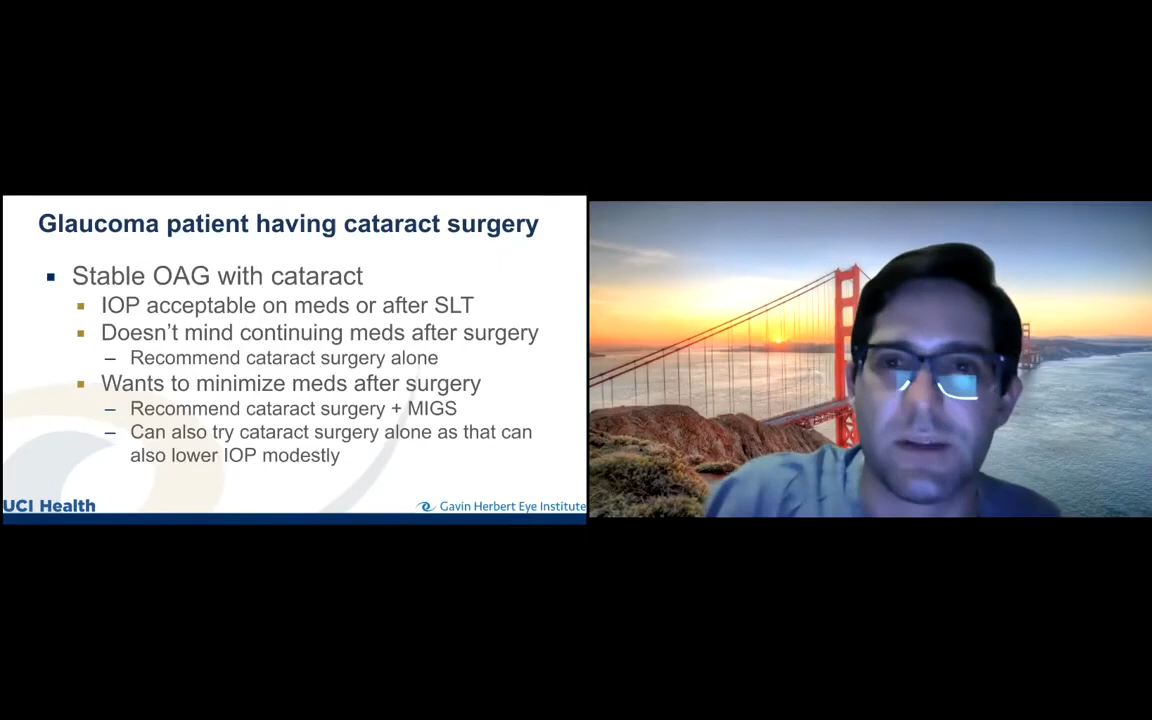 Glaucoma patient having cataract surgery
Stable OAG with cataract
IOP acceptable on meds or after SLT
Doesn't mind continuing meds after surgery
– Recommend cataract surgery alone
Wants to minimize meds after surgery
– Recommend cataract surgery + MIGS
– Can also try cataract surgery alone as that can
also lower IOP modestly
UCI Health
Gavin Herbert Eye Institute